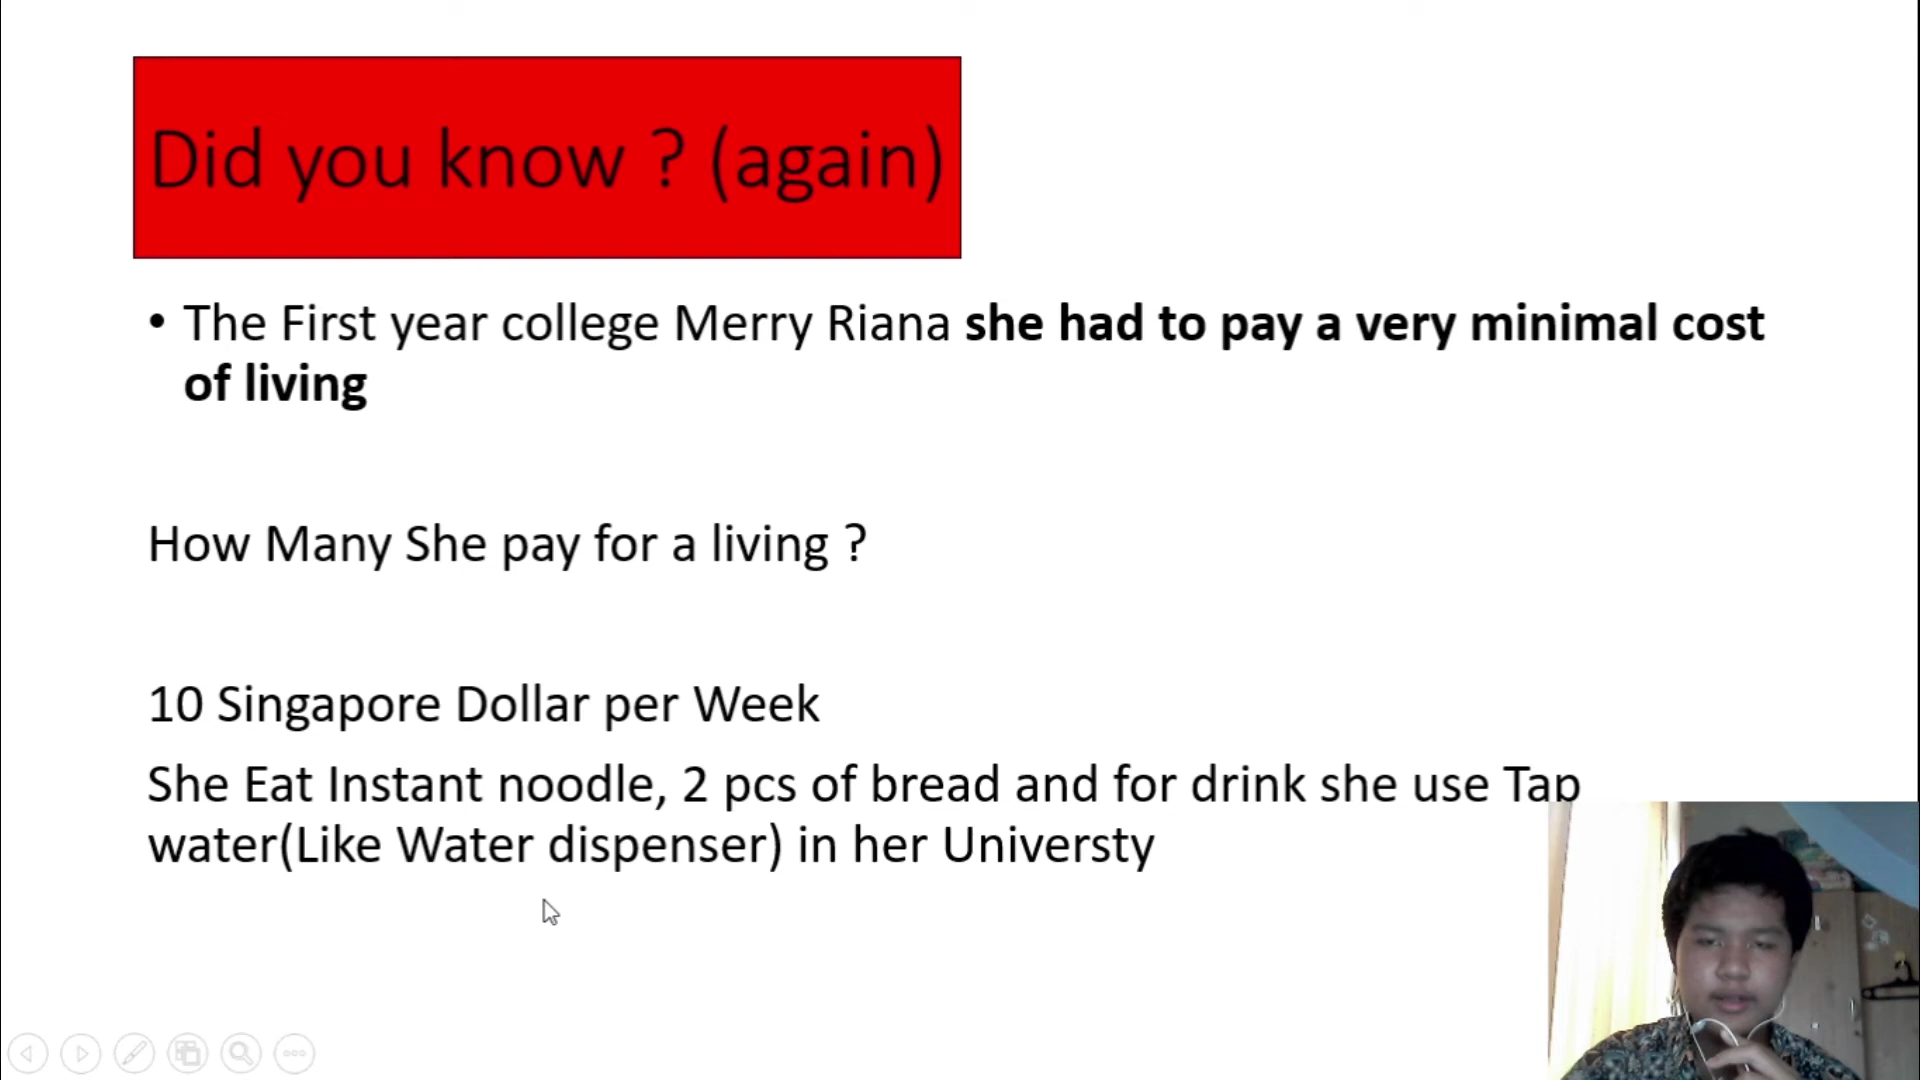 Did you know ? (again)
• The First year college Merry Riana she had to pay a very minimal cost
of living
How Many She pay for a living ?
10 Singapore Dollar per Week
She Eat Instant noodle, 2 pcs of bread and for drink she use Tap
water(Like Water dispenser) in her Universty